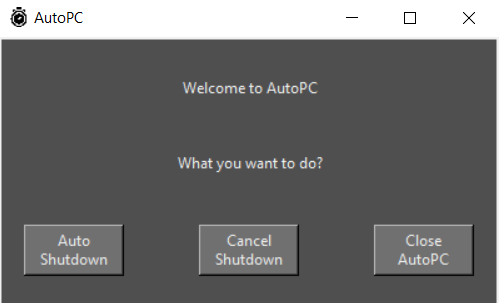 AutoPC
Welcome to AutoPC
What you want to do?
Auto
Shutdown
Cancel
Shutdown
Close
AutoPC